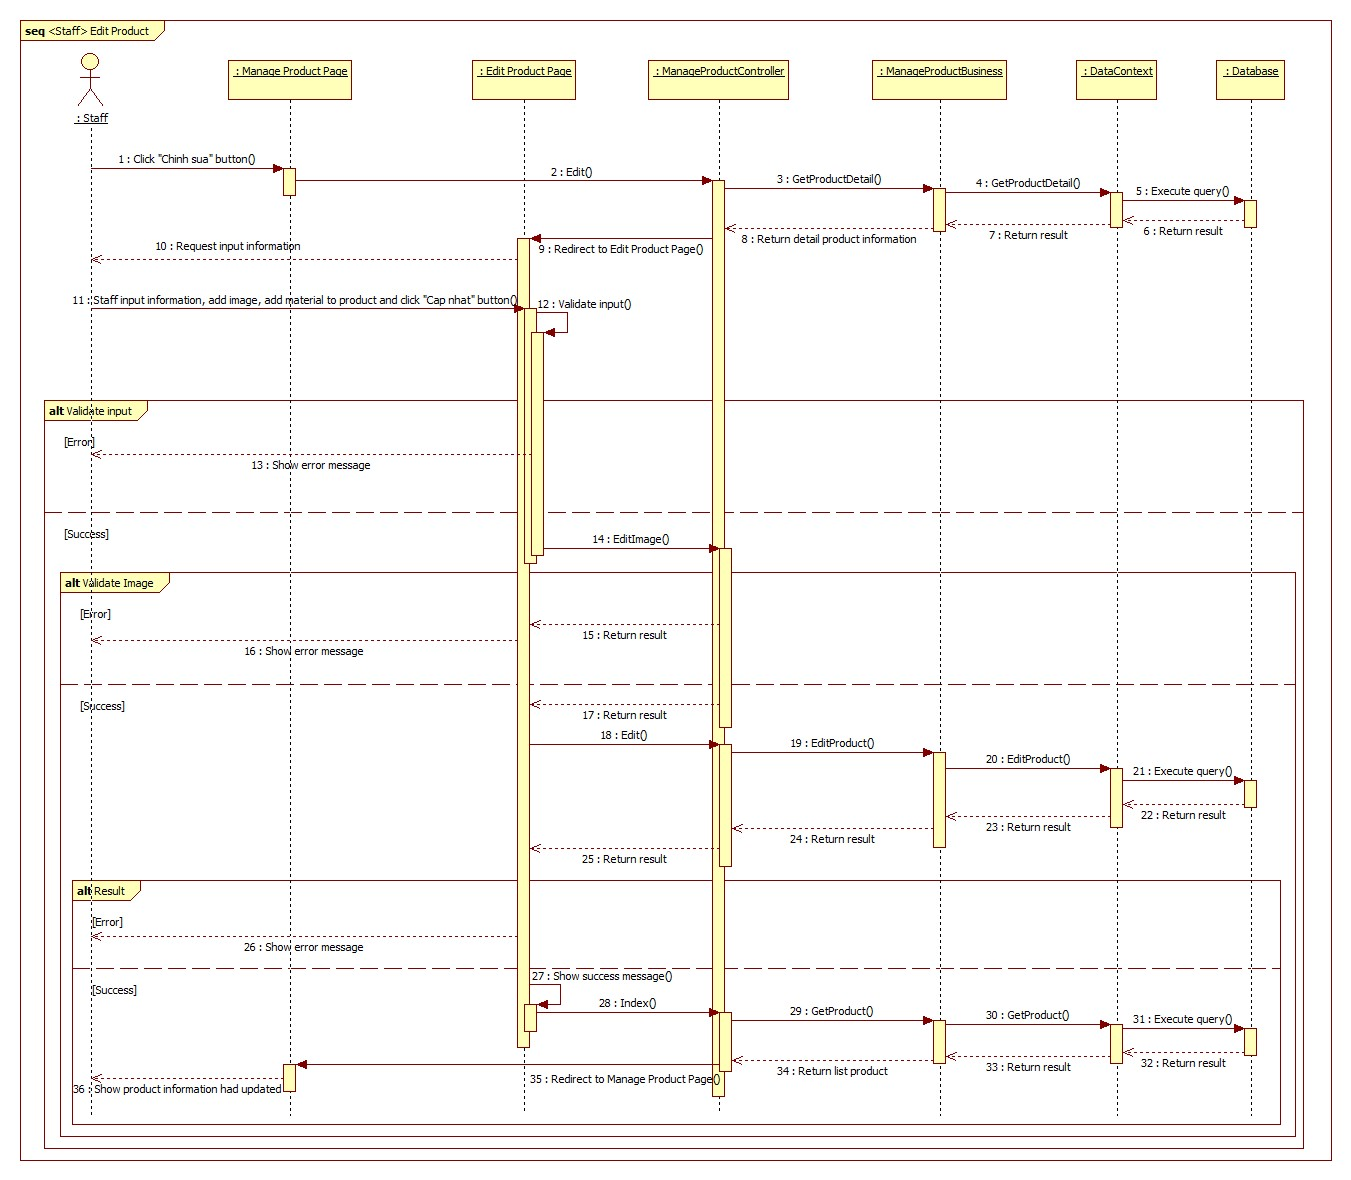 seq <Staff> Edit Product
: Staff
: Manage Product Page
: Edit Product Page
: ManageProductController
: ManageProductBusiness
: DataContext
: Database
1 : Click "Chinh sua" button()
2 : Edit()
3 : GetProductDetail()
4 : GetProductDetail()
5 : Execute query()
6 : Return result
7 : Return result
8 : Return detail product information
9 : Redirect to Edit Product Page()
10 : Request input information
11 : Staff input information, add image, add material to product and click "Cap nhat" button()
12 : Validate input()
alt Validate input
[Error]
13 : Show error message
[Success]
14 : EditImage()
alt Validate Image
[Error]
15 : Return result
16 : Show error message
[Success]
17 : Return result
18 : Edit()
19 : EditProduct()
20 : EditProduct()
21 : Execute query()
22 : Return result
23 : Return result
24 : Return result
25 : Return result
alt Result
[Error]
26 : Show error message
27 : Show success message()
[Success]
28 : Index()
29 : GetProduct()
30 : GetProduct()
31 : Execute query()
32 : Return result
33 : Return result
34 : Return list product
35 : Redirect to Manage Product Page()
36 : Show product information had updated